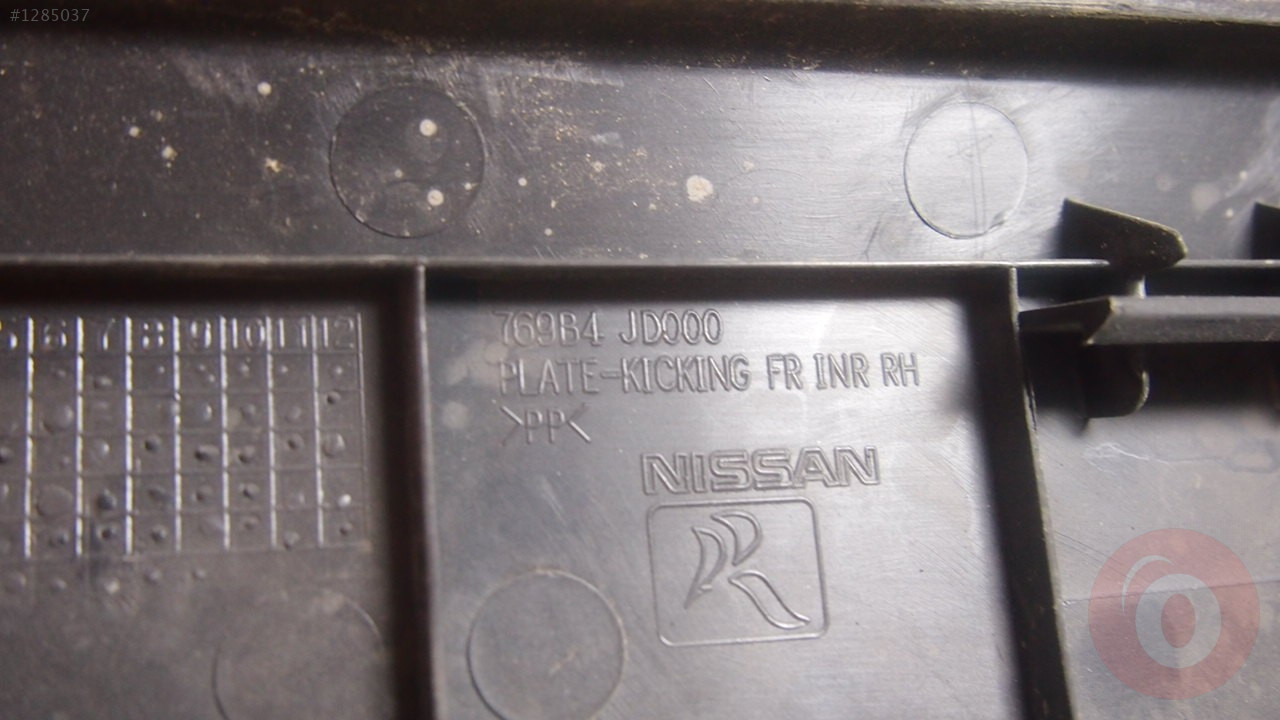 #1285037
5 6 7 8 9 10 11 12
769B4 JD000
PLATE-KICKING FR INR RH
>PP<
NISSAN